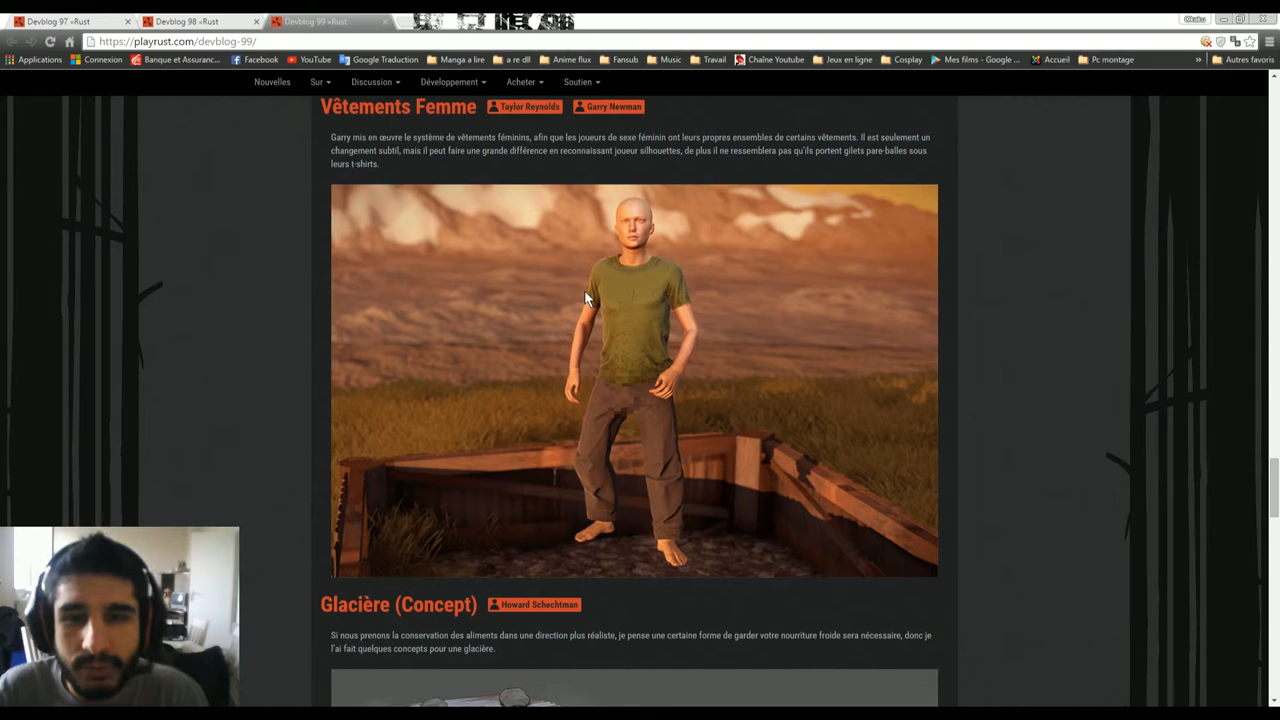 Devblog 97 «Rust
Devblog 98 «Rust
Devblog 99 «Rust
Otaku
https://playrust.com/devblog-99/
Applications
Connexion
Banque et Assuranc...
Facebook
YouTube
Google Traduction
Manga a lire
a re dll
Anime flux
Fansub
Music
Travail
Chaîne Youtube
Jeux en ligne
Cosplay
Mes films - Google ...
Accueil
Pc montage
»
Autres favoris
Nouvelles
Sur
Discussion
Développement
Acheter
Soutien
Vêtements Femme
Taylor Reynolds
Garry Newman
Garry mis en œuvre le système de vêtements féminins, afin que les joueurs de sexe féminin ont leurs propres ensembles de certains vêtements. Il est seulement un
changement subtil, mais il peut faire une grande différence en reconnaissant joueur silhouettes, de plus il ne ressemblera pas qu'ils portent gilets pare-balles sous
leurs t-shirts.
Glacière (Concept)
Howard Schechtman
Si nous prenons la conservation des aliments dans une direction plus réaliste, je pense une certaine forme de garder votre nourriture froide sera nécessaire, donc je
l'ai fait quelques concepts pour une glacière.